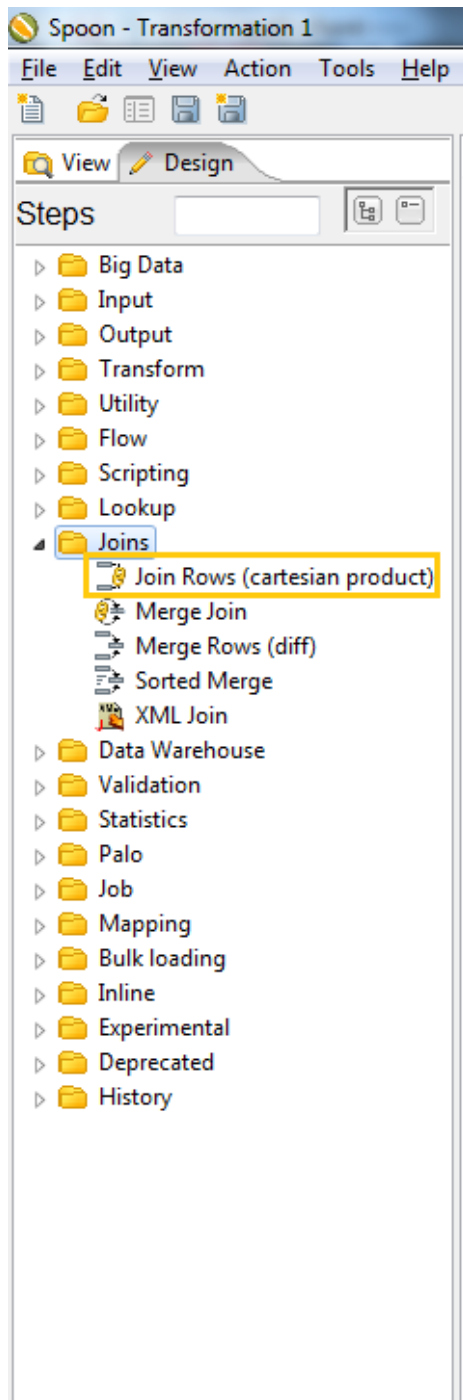 Spoon - Transformation 1
File Edit View Action Tools Help
View Design
Steps
Big Data
Input
Output
Transform
Utility
Flow
Scripting
Lookup
Joins
Join Rows (cartesian product)
Merge Join
Merge Rows (diff)
Sorted Merge
XML Join
Data Warehouse
Validation
Statistics
Palo
Job
Mapping
Bulk loading
Inline
Experimental
Deprecated
History